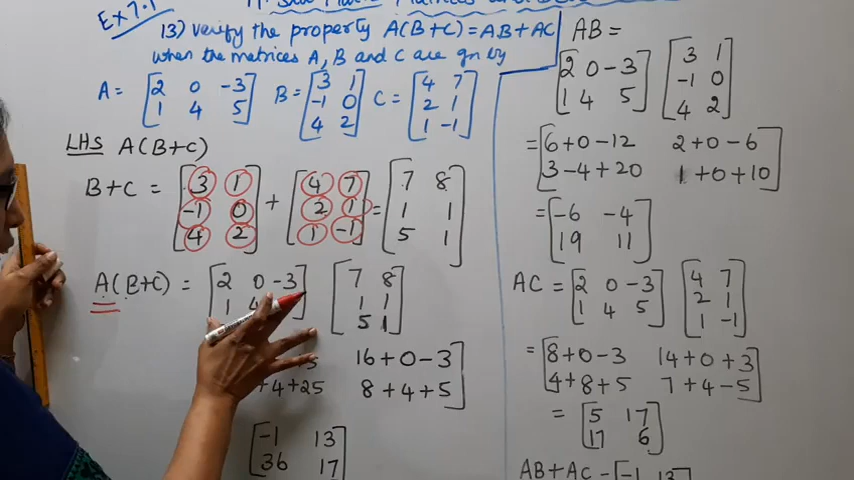 Ex 7.1
13) verify the property A(B+C)=AB+AC
when the matrices A, B and C are gn by
A = [2 0 -3
1 4 5] B = [3 1
-1 0
4 2] C = [4 7
2 1
1 -1]
LHS A(B+C)
B+C = [3 1
-1 0
4 2] + [4 7
2 1
1 -1] = [7 8
1 1
5 1]
A(B+C) = [2 0 -3
1 4] [7 8
1 1
5 1]
16+0-3
+4+25 8+4+5]
[-1 13
36 17]
AB =
[2 0 -3
1 4 5] [3 1
-1 0
4 2]
= [6+0-12 2+0-6
3-4+20 1+0+10]
= [-6 -4
19 11]
AC = [2 0 -3
1 4 5] [4 7
2 1
1 -1]
= [8+0-3 14+0+3
4+8+5 7+4-5]
= [5 17
17 6]
AB+AC = [-1 13]